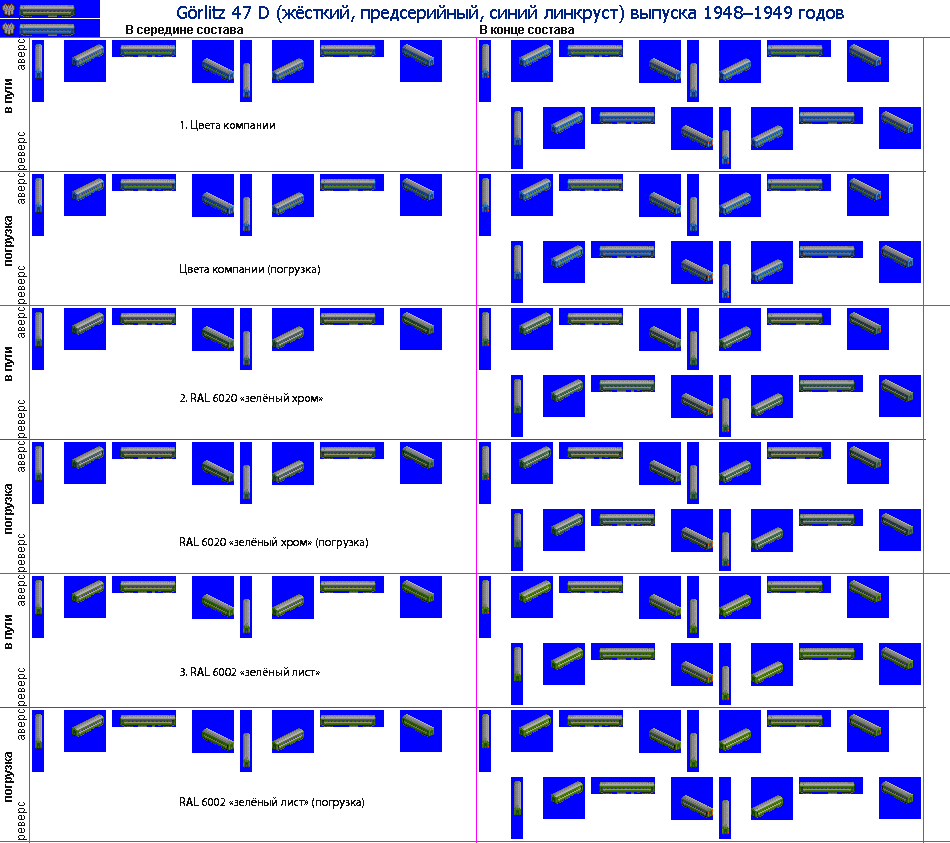 Görlitz 47 D (жёсткий, предсерийный, синий линкруст) выпуска 1948–1949 годов
В середине состава
В конце состава
аверс
в пути
1. Цвета компании
реверс
аверс
погрузка
Цвета компании (погрузка)
реверс
аверс
в пути
2. RAL 6020 «зелёный хром»
реверс
аверс
погрузка
RAL 6020 «зелёный хром» (погрузка)
реверс
аверс
в пути
3. RAL 6002 «зелёный лист»
реверс
аверс
погрузка
RAL 6002 «зелёный лист» (погрузка)
реверс